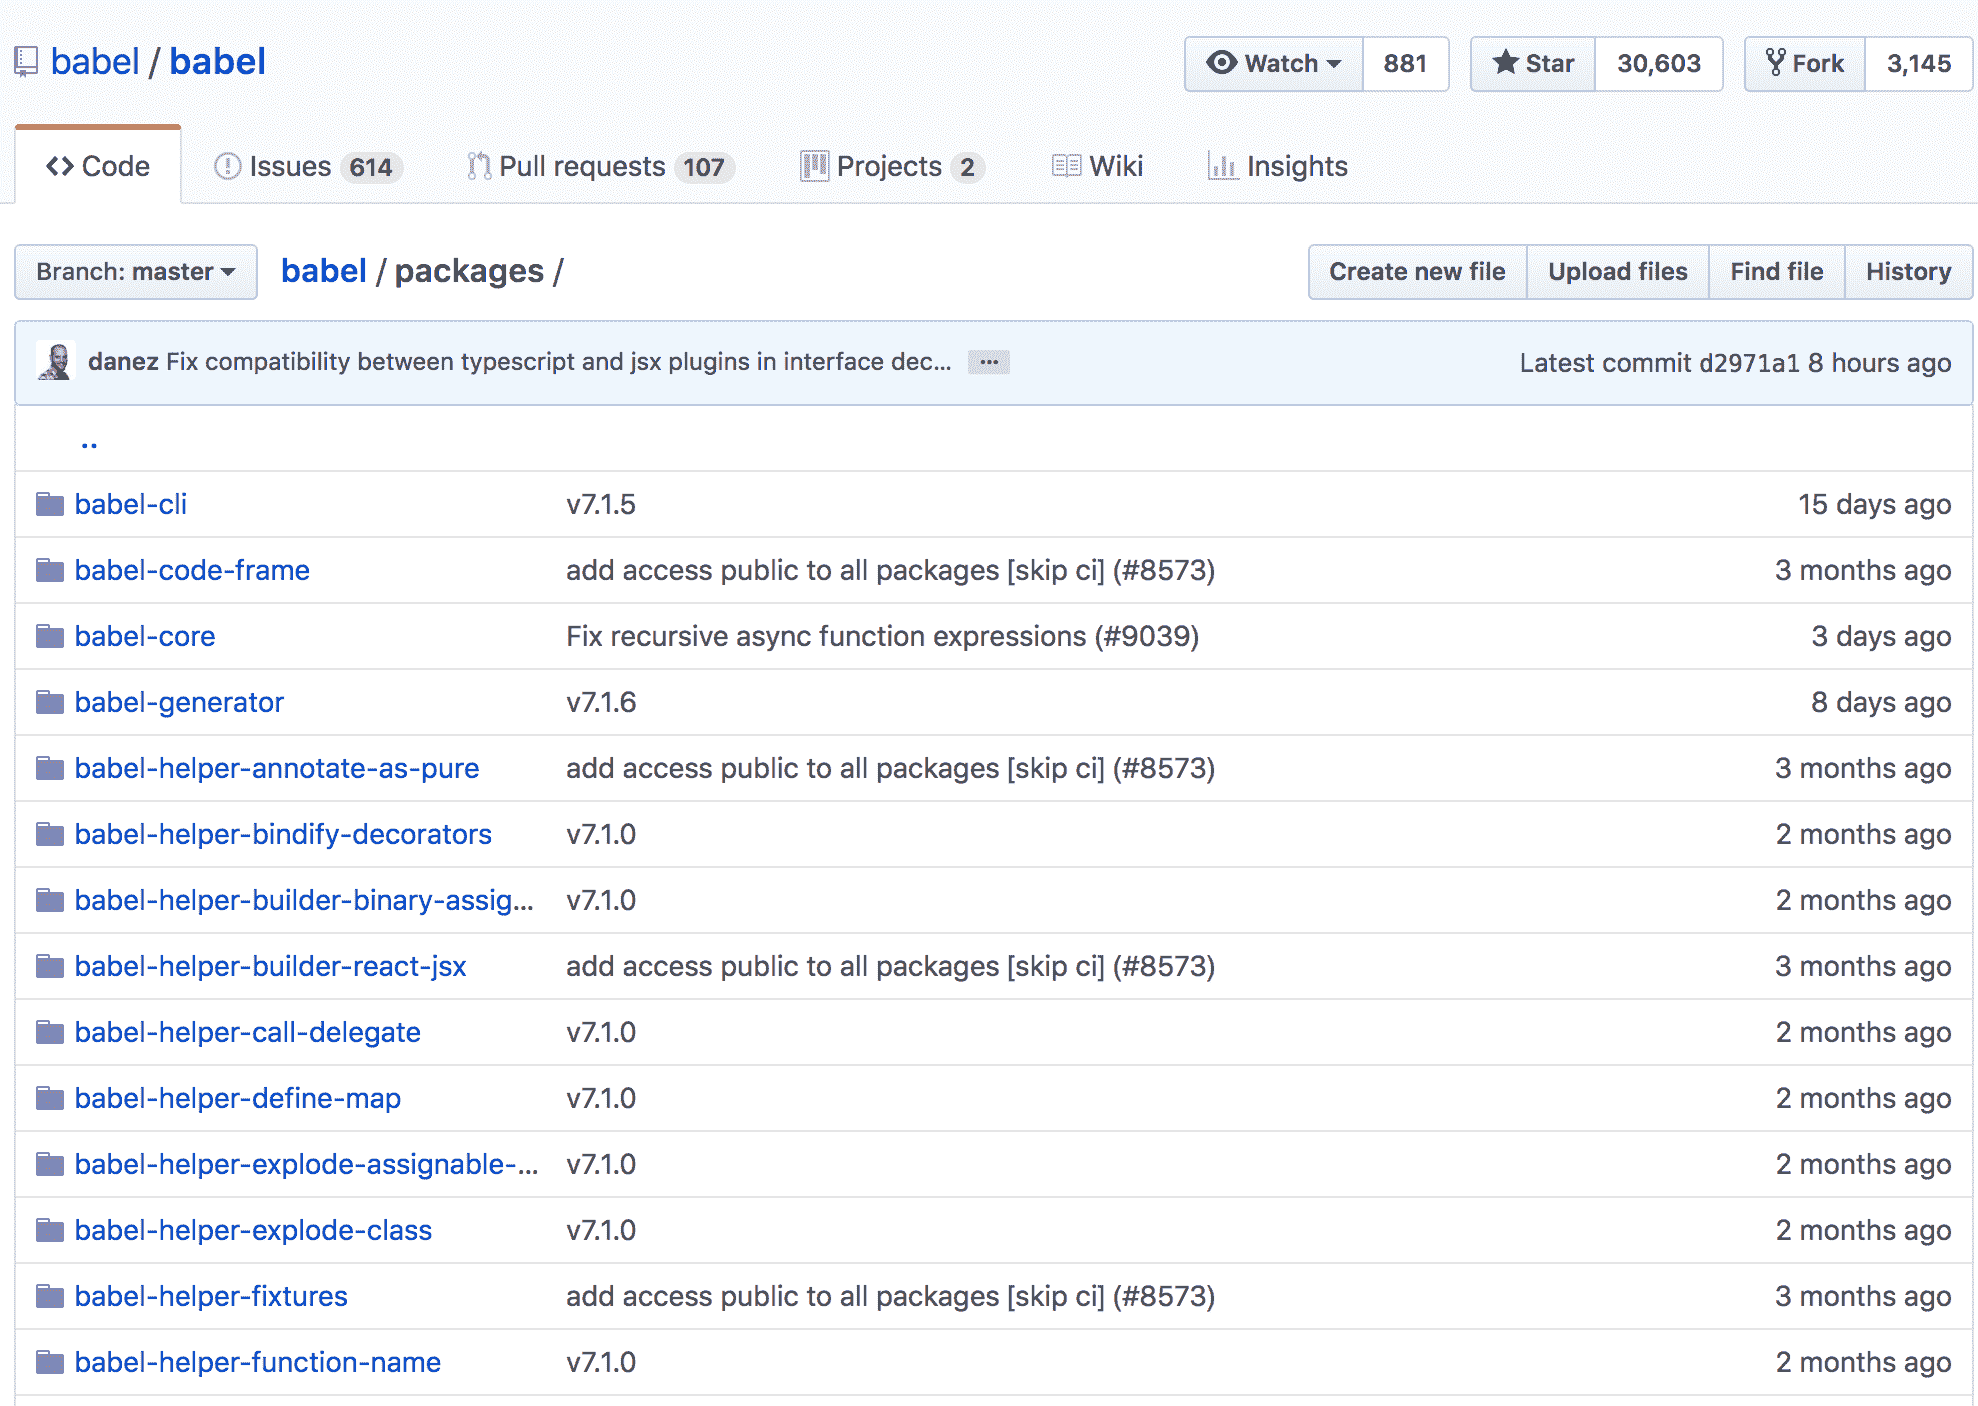 babel / babel Watch 881 Star 30,603 Fork 3,145
Code Issues 614 Pull requests 107 Projects 2 Wiki Insights
Branch: master babel / packages / Create new file Upload files Find file History
danez Fix compatibility between typescript and jsx plugins in interface dec... ... Latest commit d2971a1 8 hours ago
..
babel-cli v7.1.5 15 days ago
babel-code-frame add access public to all packages [skip ci] (#8573) 3 months ago
babel-core Fix recursive async function expressions (#9039) 3 days ago
babel-generator v7.1.6 8 days ago
babel-helper-annotate-as-pure add access public to all packages [skip ci] (#8573) 3 months ago
babel-helper-bindify-decorators v7.1.0 2 months ago
babel-helper-builder-binary-assig... v7.1.0 2 months ago
babel-helper-builder-react-jsx add access public to all packages [skip ci] (#8573) 3 months ago
babel-helper-call-delegate v7.1.0 2 months ago
babel-helper-define-map v7.1.0 2 months ago
babel-helper-explode-assignable-... v7.1.0 2 months ago
babel-helper-explode-class v7.1.0 2 months ago
babel-helper-fixtures add access public to all packages [skip ci] (#8573) 3 months ago
babel-helper-function-name v7.1.0 2 months ago